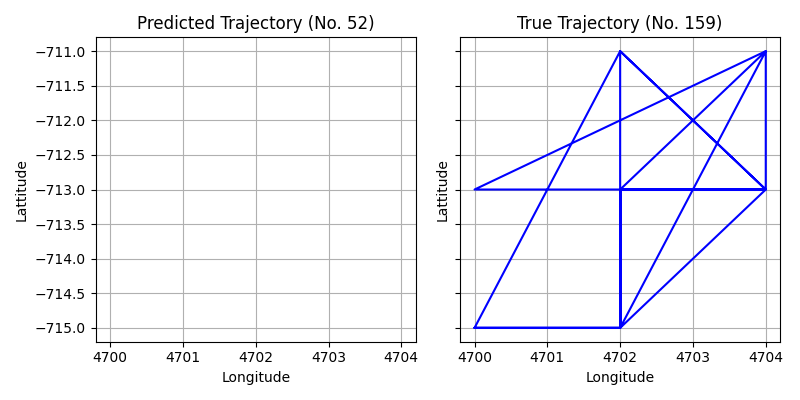 Predicted Trajectory (No. 52)
True Trajectory (No. 159)
Lattitude
−711.0
−711.5
−712.0
−712.5
−713.0
−713.5
−714.0
−714.5
−715.0
4700 4701 4702 4703 4704
Longitude
Lattitude
4700 4701 4702 4703 4704
Longitude